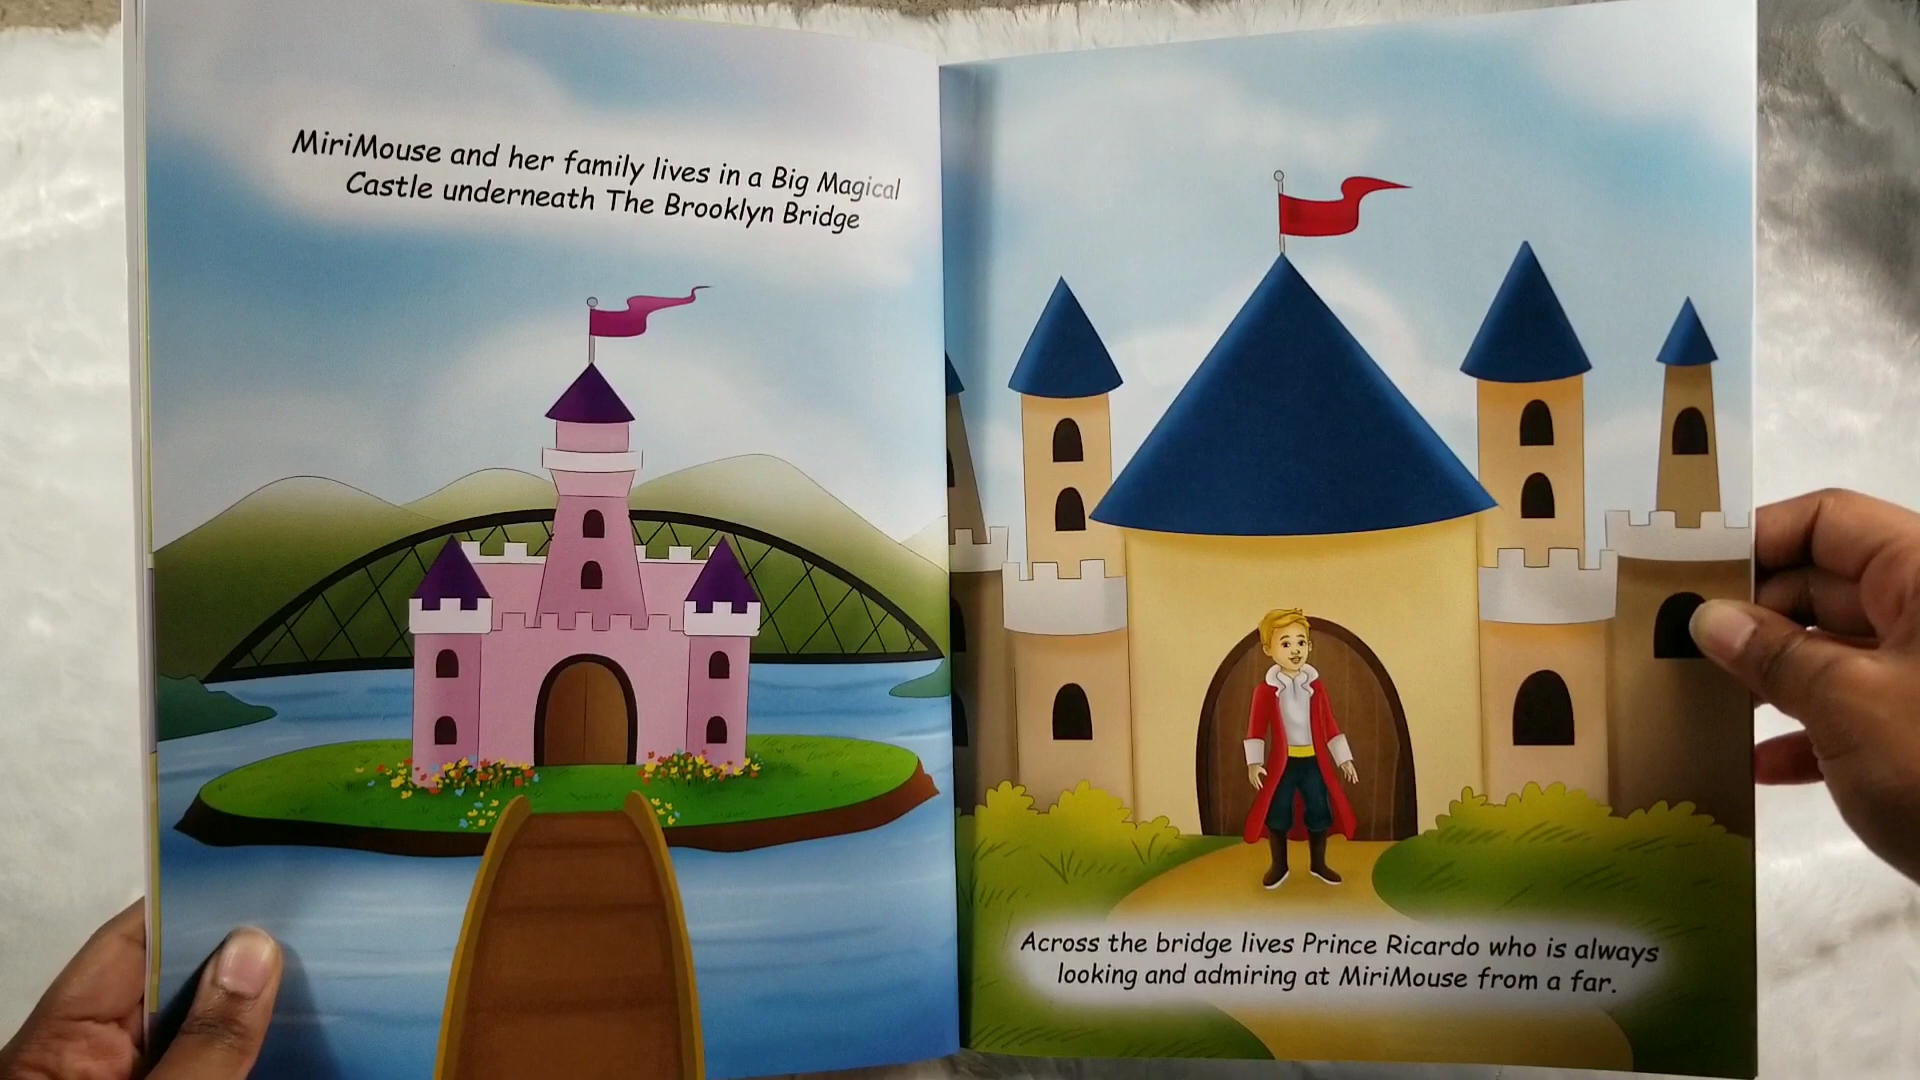 MiriMouse and her family lives in a Big Magical
Castle underneath The Brooklyn Bridge
Across the bridge lives Prince Ricardo who is always
looking and admiring at MiriMouse from a far.